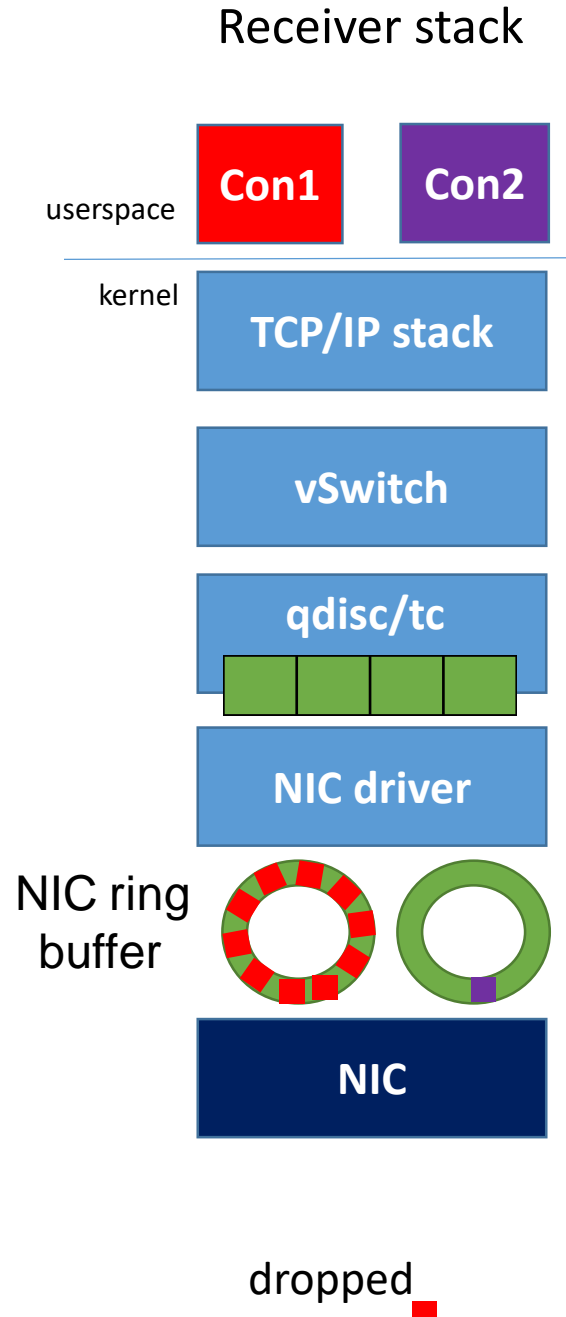 Receiver stack
Con1
Con2
userspace
kernel
TCP/IP stack
vSwitch
qdisc/tc
NIC driver
NIC ring
buffer
NIC
dropped